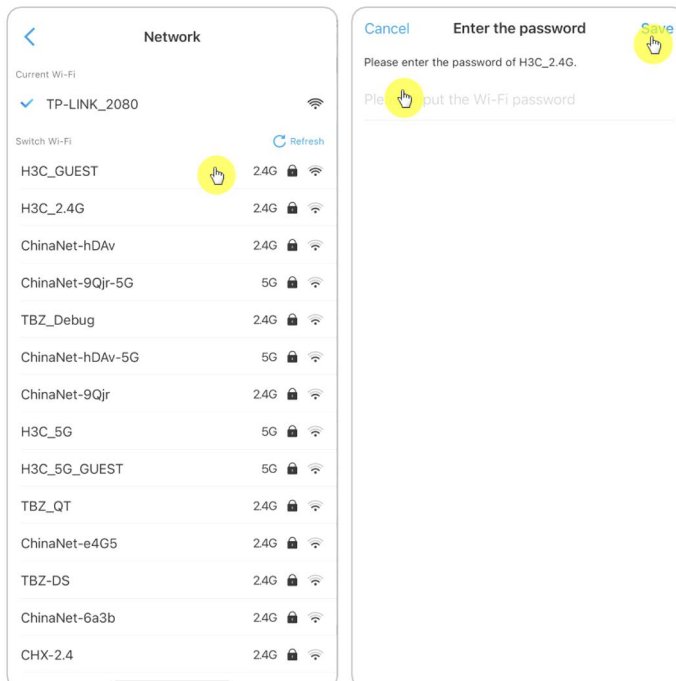 Network
Current Wi-Fi
TP-LINK_2080
Switch Wi-Fi Refresh
H3C_GUEST 2.4G
H3C_2.4G 2.4G
ChinaNet-hDAv 2.4G
ChinaNet-9Qjr-5G 5G
TBZ_Debug 2.4G
ChinaNet-hDAv-5G 5G
ChinaNet-9Qjr 2.4G
H3C_5G 5G
H3C_5G_GUEST 5G
TBZ_QT 2.4G
ChinaNet-e4G5 2.4G
TBZ-DS 2.4G
ChinaNet-6a3b 2.4G
CHX-2.4 2.4G
Cancel Enter the password Save
Please enter the password of H3C_2.4G.
the Wi-Fi password